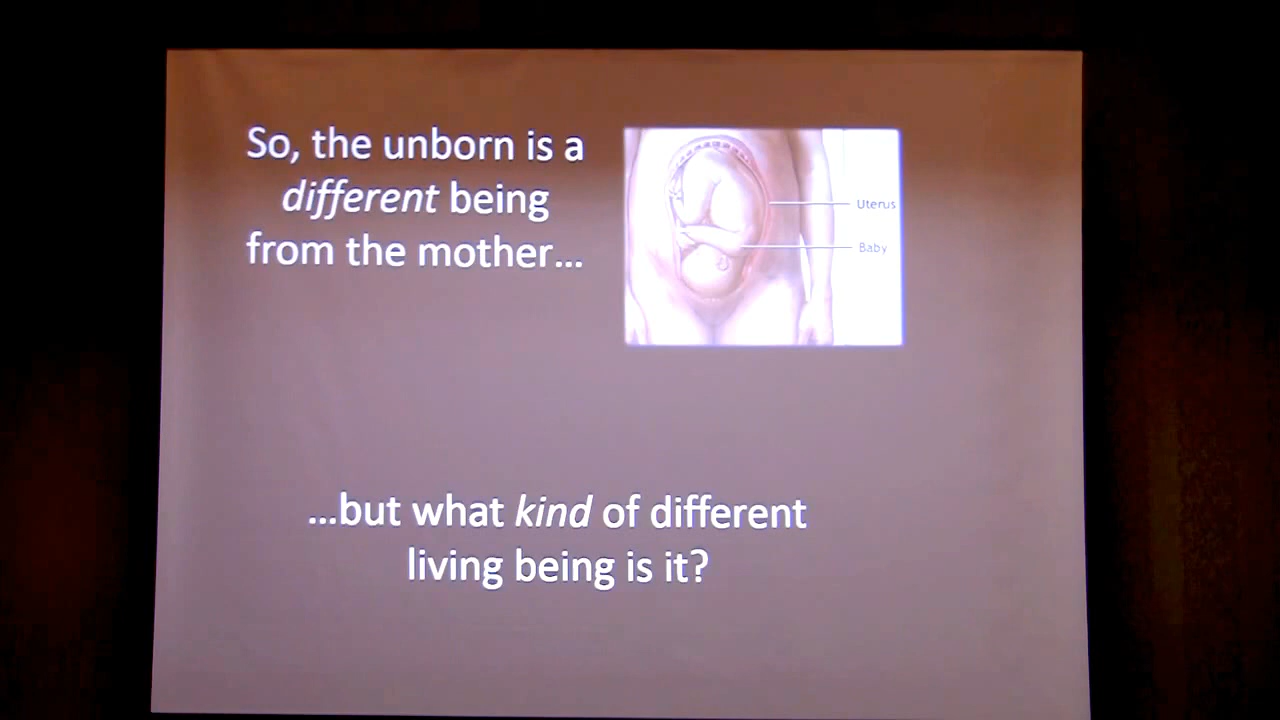 So, the unborn is a
different being
from the mother...
Uterus
Baby
...but what kind of different
living being is it?